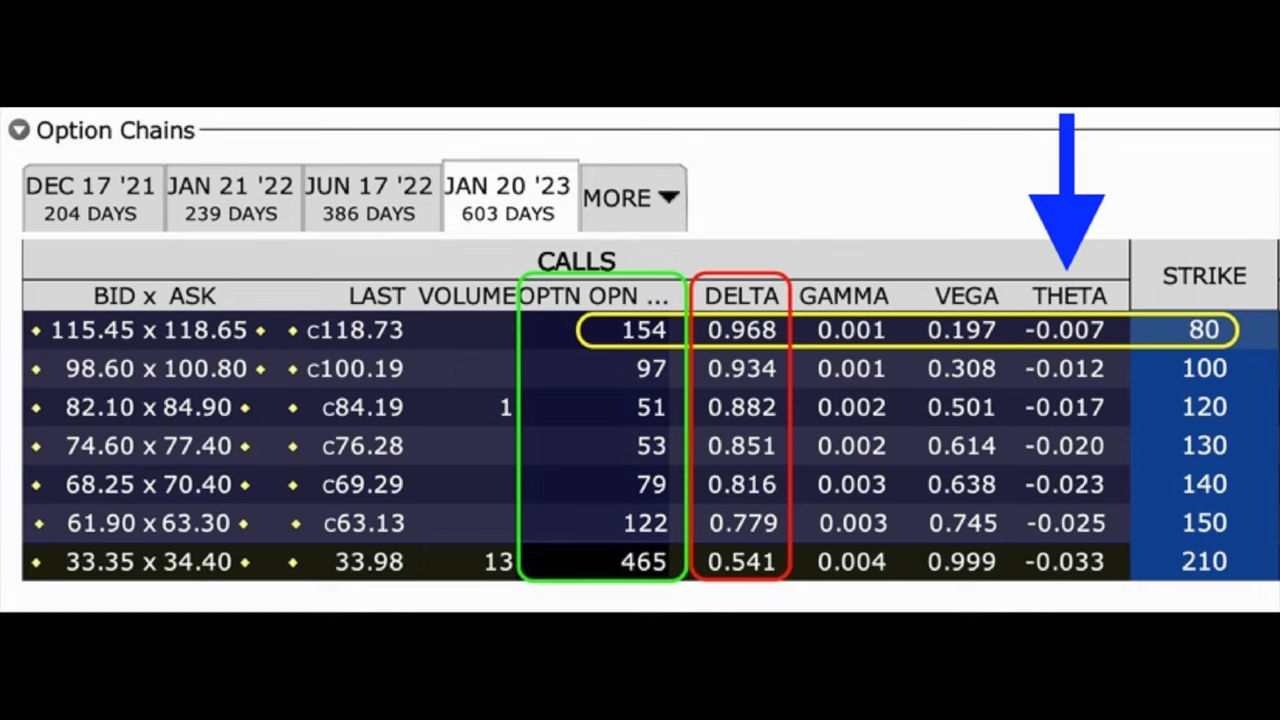 Option Chains
DEC 17 '21 JAN 21 '22 JUN 17 '22 JAN 20 '23 MORE
204 DAYS 239 DAYS 386 DAYS 603 DAYS
CALLS STRIKE
BID x ASK LAST VOLUME OPTN OPN ... DELTA GAMMA VEGA THETA
115.45 x 118.65 c118.73 154 0.968 0.001 0.197 -0.007 80
98.60 x 100.80 c100.19 97 0.934 0.001 0.308 -0.012 100
82.10 x 84.90 c84.19 1 51 0.882 0.002 0.501 -0.017 120
74.60 x 77.40 c76.28 53 0.851 0.002 0.614 -0.020 130
68.25 x 70.40 c69.29 79 0.816 0.003 0.638 -0.023 140
61.90 x 63.30 c63.13 122 0.779 0.003 0.745 -0.025 150
33.35 x 34.40 33.98 13 465 0.541 0.004 0.999 -0.033 210